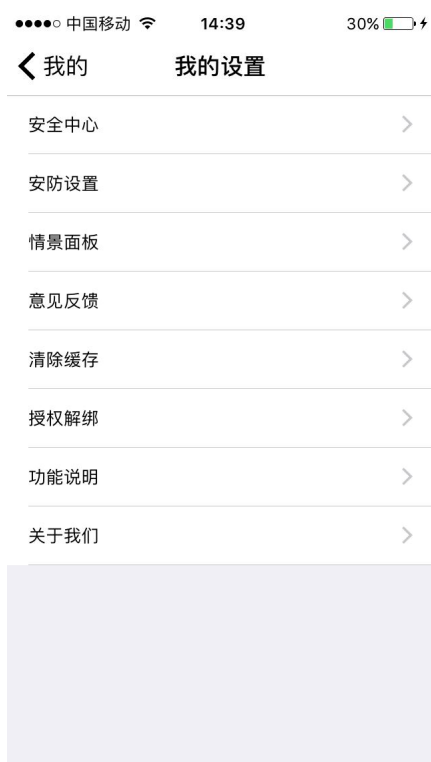 中国移动 14:39 30%
我的 我的设置
安全中心
安防设置
情景面板
意见反馈
清除缓存
授权解绑
功能说明
关于我们